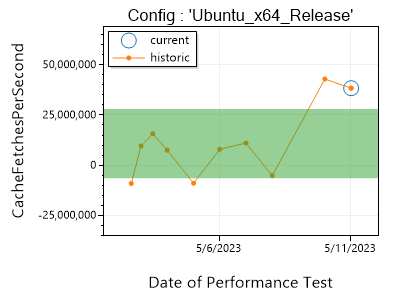 Config : 'Ubuntu_x64_Release'
current
historic
CacheFetchesPerSecond
50,000,000
25,000,000
0
-25,000,000
5/6/2023
5/11/2023
Date of Performance Test